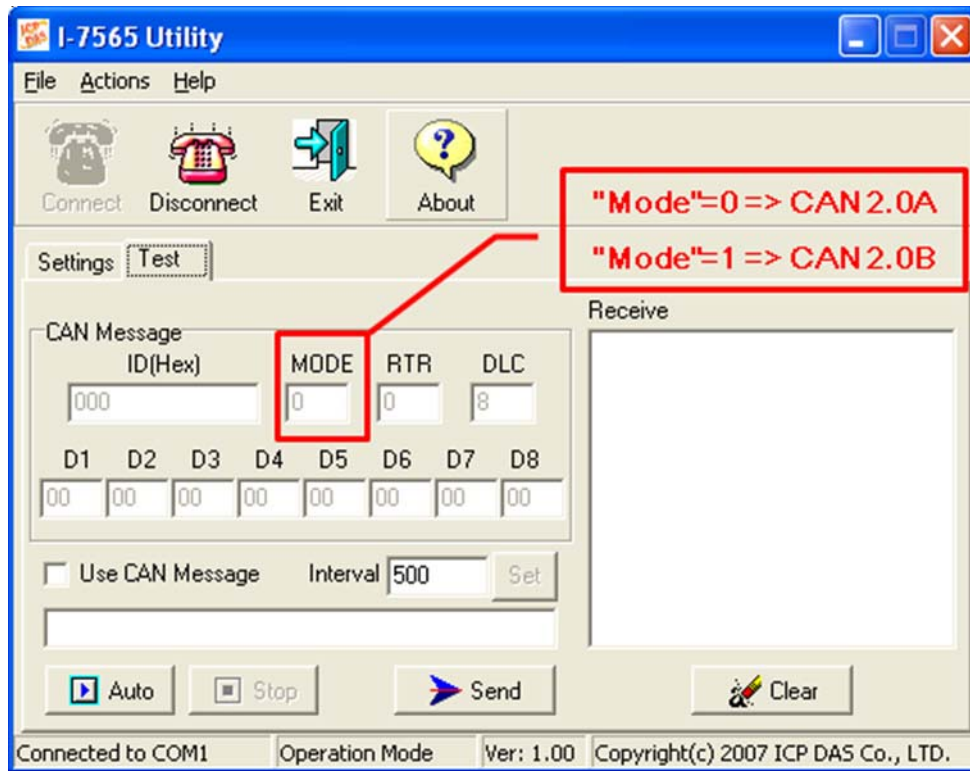 ICP DAS
I-7565 Utility
File Actions Help
Connect Disconnect Exit About
"Mode"=0 => CAN 2.0A
"Mode"=1 => CAN 2.0B
Settings Test
Receive
CAN Message
ID(Hex) MODE RTR DLC
000 0 0 8
D1 D2 D3 D4 D5 D6 D7 D8
00 00 00 00 00 00 00 00
Use CAN Message Interval 500 Set
Auto Stop Send Clear
Connected to COM1 Operation Mode Ver: 1.00 Copyright(c) 2007 ICP DAS Co., LTD.